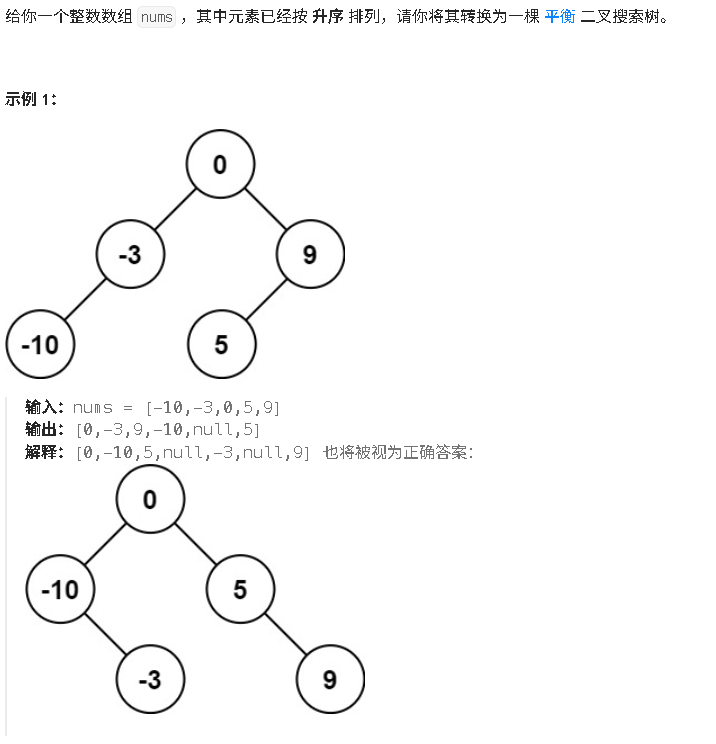 给你一个整数数组 nums ，其中元素已经按 升序 排列，请你将其转换为一棵 平衡 二叉搜索树。
示例 1：
0
-3 9
-10 5
输入：nums = [-10,-3,0,5,9]
输出：[0,-3,9,-10,null,5]
解释：[0,-10,5,null,-3,null,9] 也将被视为正确答案：
0
-10 5
-3 9